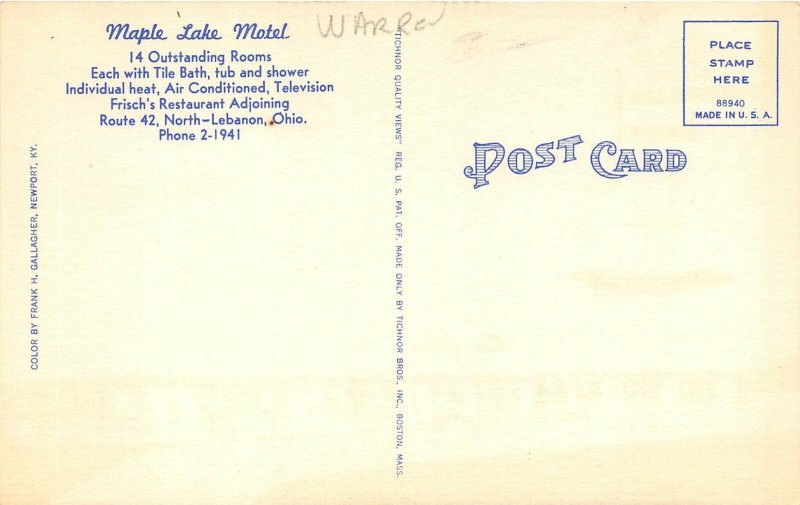 Maple Lake Motel
14 Outstanding Rooms
Each with Tile Bath, tub and shower
Individual heat, Air Conditioned, Television
Frisch's Restaurant Adjoining
Route 42, North-Lebanon, Ohio.
Phone 2-1941
WARREN
COLOR BY FRANK H. GALLAGHER, NEWPORT, KY.
TICHNOR QUALITY VIEWS" REG. U. S. PAT. OFF. MADE ONLY BY TICHNOR BROS., INC., BOSTON, MASS.
POST CARD
PLACE
STAMP
HERE
88940
MADE IN U. S. A.